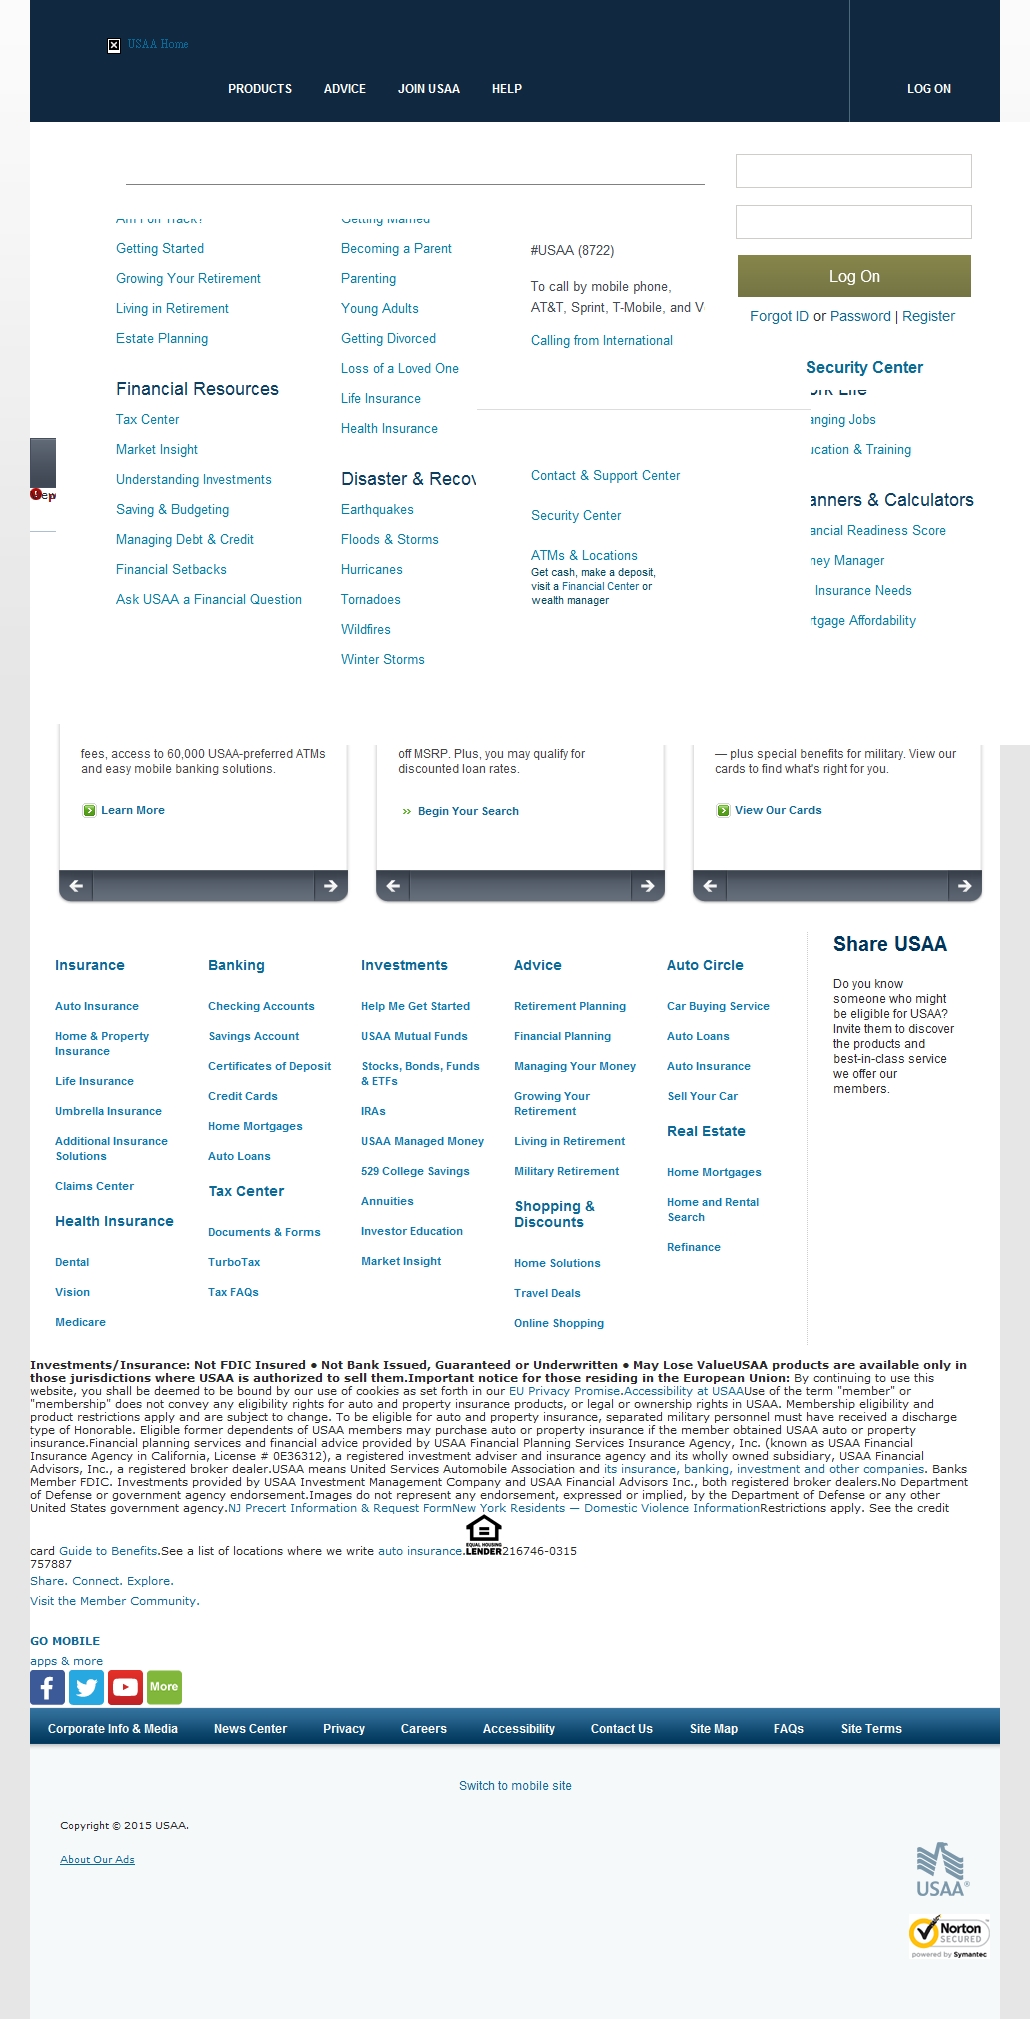 USAA Home
PRODUCTS
ADVICE
JOIN USAA
HELP
LOG ON
Log On
Forgot ID or Password | Register
Security Center
Am I on Track?
Getting Started
Growing Your Retirement
Living in Retirement
Estate Planning
Financial Resources
Tax Center
Market Insight
Understanding Investments
Saving & Budgeting
Managing Debt & Credit
Financial Setbacks
Ask USAA a Financial Question
Getting Married
Becoming a Parent
Parenting
Young Adults
Getting Divorced
Loss of a Loved One
Life Insurance
Health Insurance
Disaster & Recov
Earthquakes
Floods & Storms
Hurricanes
Tornadoes
Wildfires
Winter Storms
#USAA (8722)
To call by mobile phone,
AT&T, Sprint, T-Mobile, and V
Calling from International
Contact & Support Center
Security Center
ATMs & Locations
Get cash, make a deposit,
visit a Financial Center or
wealth manager
ork Life
anging Jobs
ucation & Training
anners & Calculators
ancial Readiness Score
ney Manager
Insurance Needs
rtgage Affordability
fees, access to 60,000 USAA-preferred ATMs
and easy mobile banking solutions.
Learn More
off MSRP. Plus, you may qualify for
discounted loan rates.
Begin Your Search
— plus special benefits for military. View our
cards to find what's right for you.
View Our Cards
Insurance
Auto Insurance
Home & Property
Insurance
Life Insurance
Umbrella Insurance
Additional Insurance
Solutions
Claims Center
Health Insurance
Dental
Vision
Medicare
Banking
Checking Accounts
Savings Account
Certificates of Deposit
Credit Cards
Home Mortgages
Auto Loans
Tax Center
Documents & Forms
TurboTax
Tax FAQs
Investments
Help Me Get Started
USAA Mutual Funds
Stocks, Bonds, Funds
& ETFs
IRAs
USAA Managed Money
529 College Savings
Annuities
Investor Education
Market Insight
Advice
Retirement Planning
Financial Planning
Managing Your Money
Growing Your
Retirement
Living in Retirement
Military Retirement
Shopping &
Discounts
Home Solutions
Travel Deals
Online Shopping
Auto Circle
Car Buying Service
Auto Loans
Auto Insurance
Sell Your Car
Real Estate
Home Mortgages
Home and Rental
Search
Refinance
Share USAA
Do you know
someone who might
be eligible for USAA?
Invite them to discover
the products and
best-in-class service
we offer our
members.
Investments/Insurance: Not FDIC Insured • Not Bank Issued, Guaranteed or Underwritten • May Lose ValueUSAA products are available only in
those jurisdictions where USAA is authorized to sell them.Important notice for those residing in the European Union: By continuing to use this
website, you shall be deemed to be bound by our use of cookies as set forth in our EU Privacy Promise.Accessibility at USAAUse of the term "member" or
"membership" does not convey any eligibility rights for auto and property insurance products, or legal or ownership rights in USAA. Membership eligibility and
product restrictions apply and are subject to change. To be eligible for auto and property insurance, separated military personnel must have received a discharge
type of Honorable. Eligible former dependents of USAA members may purchase auto or property insurance if the member obtained USAA auto or property
insurance.Financial planning services and financial advice provided by USAA Financial Planning Services Insurance Agency, Inc. (known as USAA Financial
Insurance Agency in California, License # 0E36312), a registered investment adviser and insurance agency and its wholly owned subsidiary, USAA Financial
Advisors, Inc., a registered broker dealer.USAA means United Services Automobile Association and its insurance, banking, investment and other companies. Banks
Member FDIC. Investments provided by USAA Investment Management Company and USAA Financial Advisors Inc., both registered broker dealers.No Department
of Defense or government agency endorsement.Images do not represent any endorsement, expressed or implied, by the Department of Defense or any other
United States government agency.NJ Precert Information & Request FormNew York Residents — Domestic Violence InformationRestrictions apply. See the credit
card Guide to Benefits.See a list of locations where we write auto insurance. EQUAL HOUSING LENDER 216746-0315
757887
Share. Connect. Explore.
Visit the Member Community.
GO MOBILE
apps & more
More
Corporate Info & Media
News Center
Privacy
Careers
Accessibility
Contact Us
Site Map
FAQs
Site Terms
Switch to mobile site
Copyright © 2015 USAA.
About Our Ads
USAA®
Norton
SECURED
powered by Symantec